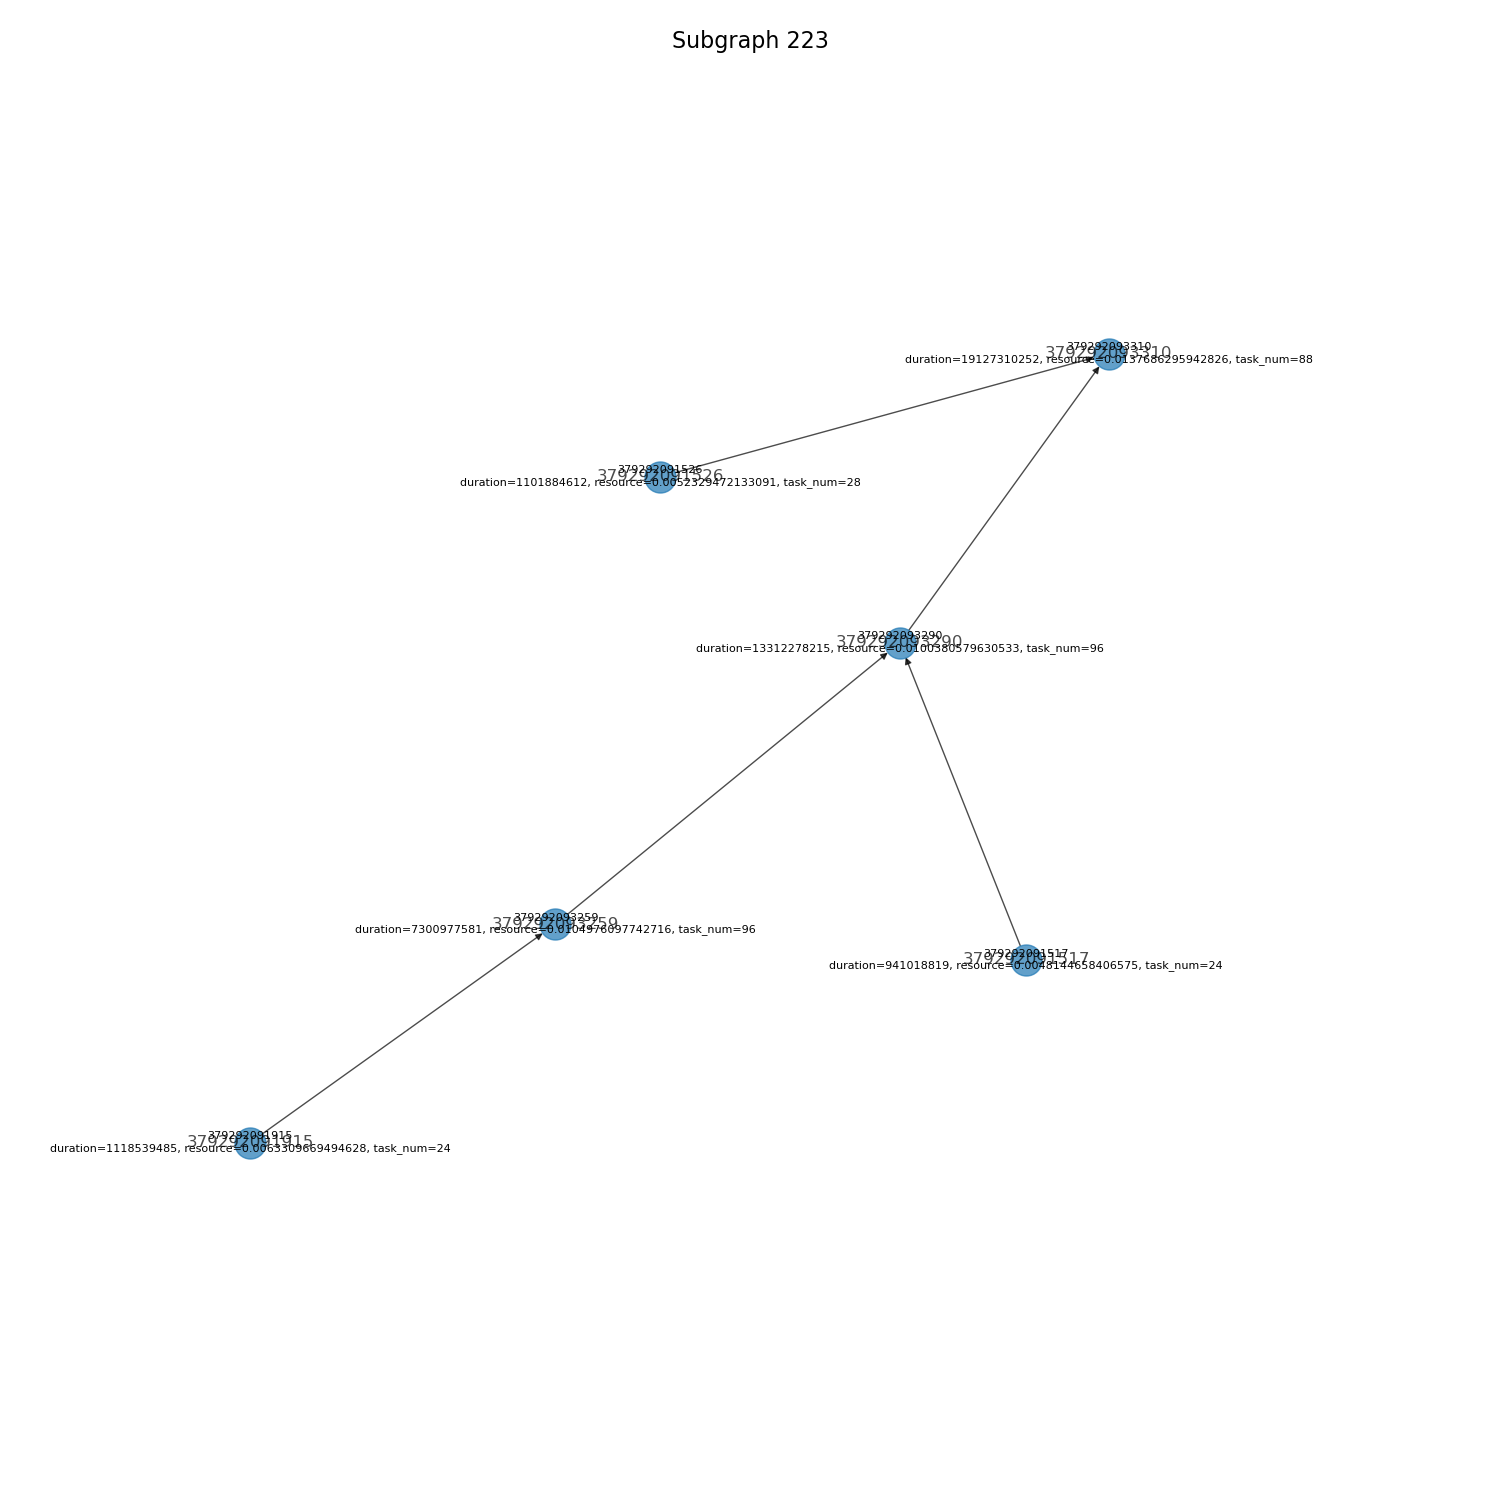 Subgraph 223
379292093310
379292093310
duration=19127310252, resource=0.0137686295942826, task_num=88
379292091526
379292091526
duration=1101884612, resource=0.0052329472133091, task_num=28
379292093290
379292093290
duration=13312278215, resource=0.0100380579630533, task_num=96
379292093259
379292093259
duration=7300977581, resource=0.0104976097742716, task_num=96
379292091517
379292091517
duration=941018819, resource=0.0048144658406575, task_num=24
379292091915
379292091915
duration=1118539485, resource=0.0063309669494628, task_num=24